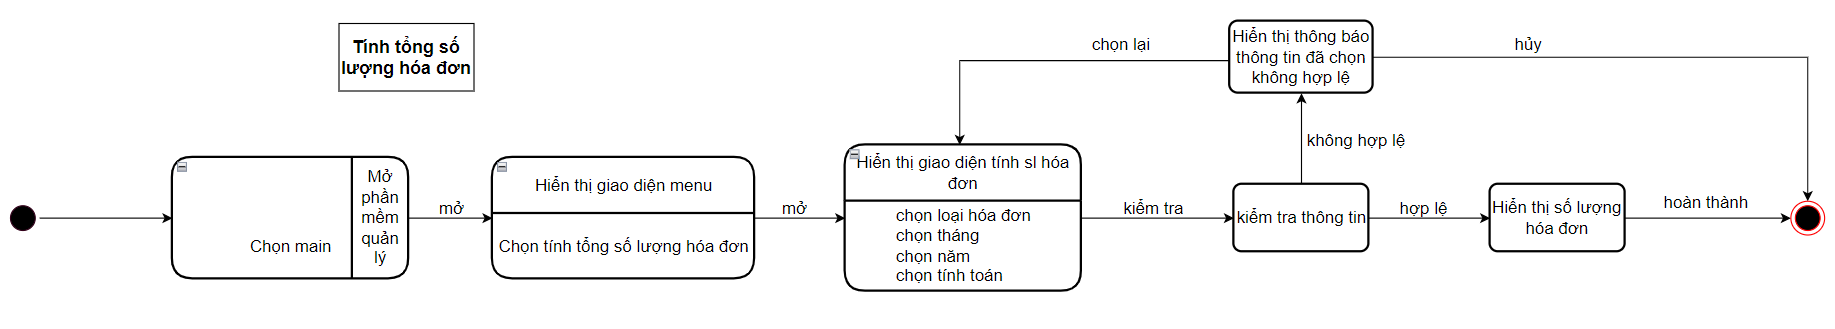 Tính tổng số
lượng hóa đơn
Chọn main
Mở
phần
mềm
quản
lý
mở
Hiển thị giao diện menu
Chọn tính tổng số lượng hóa đơn
mở
Hiển thị giao diện tính sl hóa
đơn
chọn loại hóa đơn
chọn tháng
chọn năm
chọn tính toán
kiểm tra
kiểm tra thông tin
không hợp lệ
Hiển thị thông báo
thông tin đã chọn
không hợp lệ
chọn lại
hủy
hợp lệ
Hiển thị số lượng
hóa đơn
hoàn thành